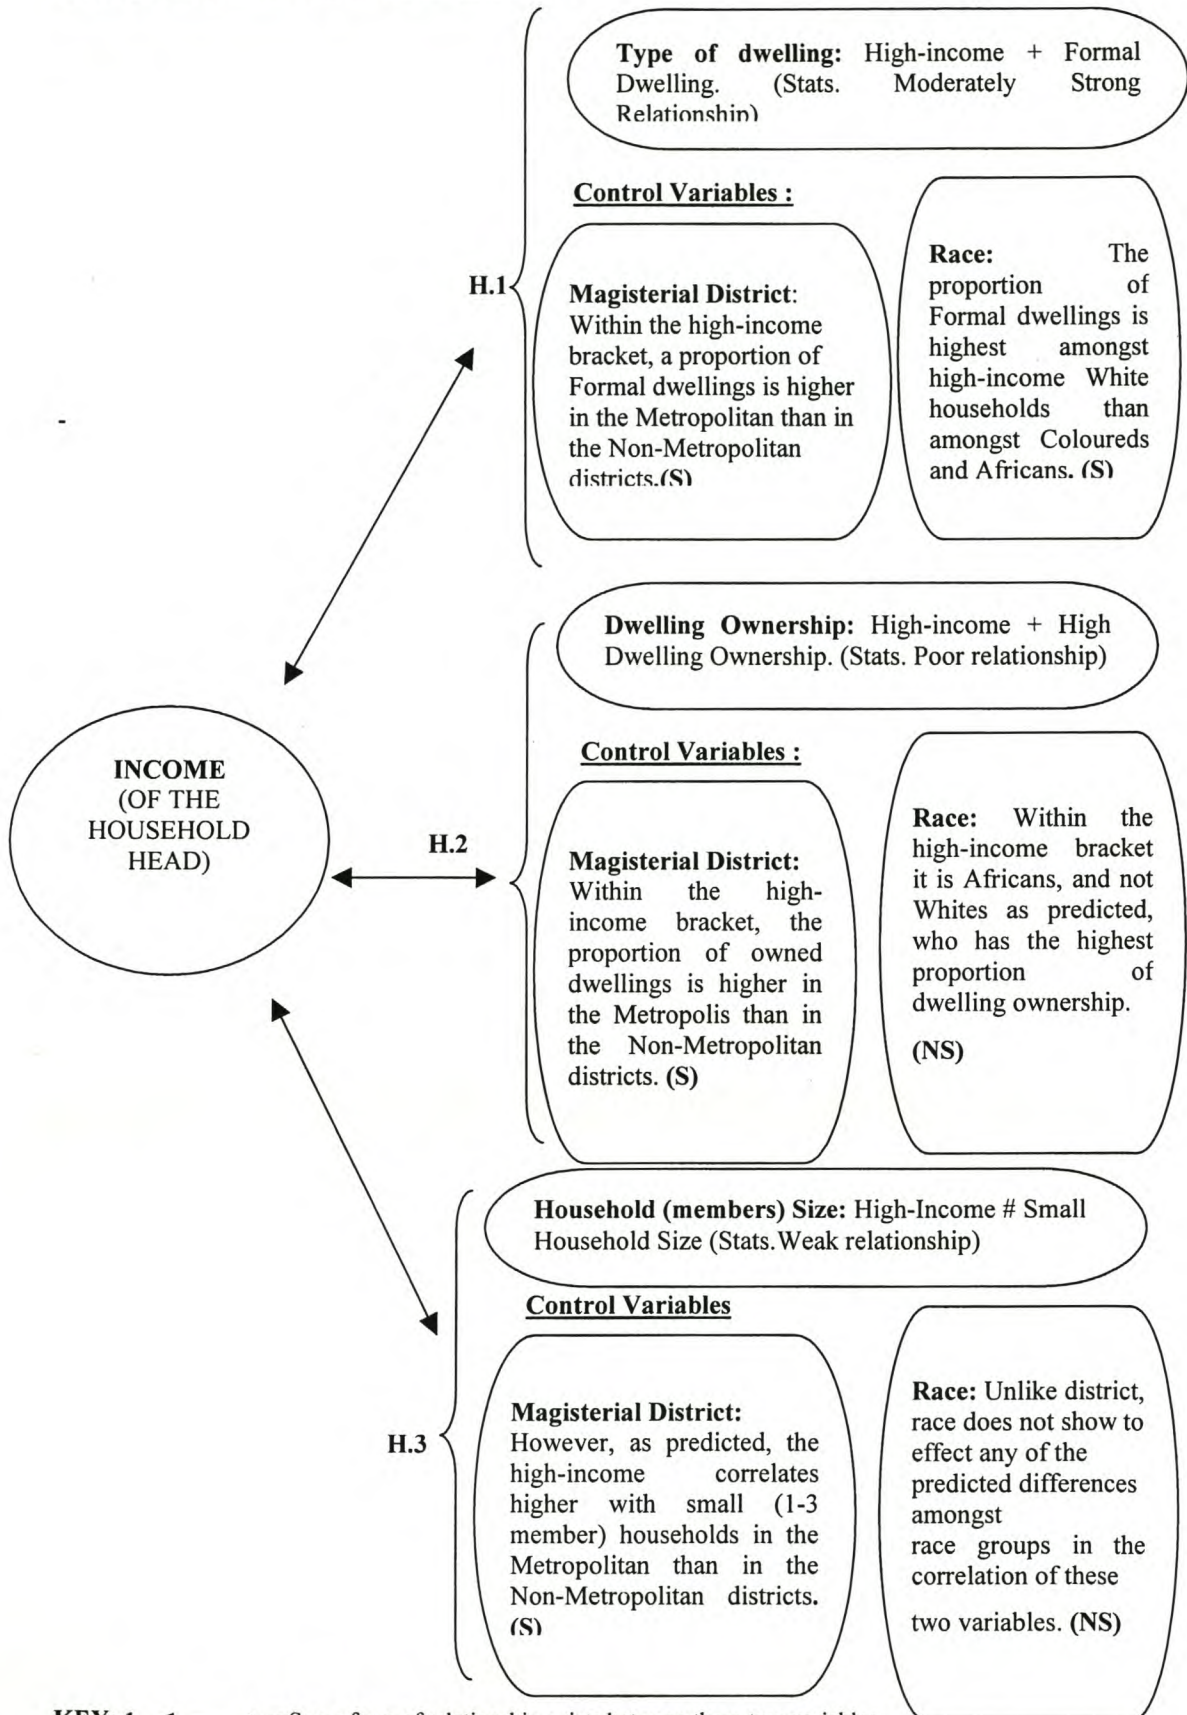 Type of dwelling: High-income + Formal
Dwelling. (Stats. Moderately Strong
Relationship)
Control Variables :
H.1
Magisterial District:
Within the high-income
bracket, a proportion of
Formal dwellings is higher
in the Metropolitan than in
the Non-Metropolitan
districts.(S)
Race: The
proportion of
Formal dwellings is
highest amongst
high-income White
households than
amongst Coloureds
and Africans. (S)
Dwelling Ownership: High-income + High
Dwelling Ownership. (Stats. Poor relationship)
Control Variables :
INCOME
(OF THE
HOUSEHOLD
HEAD)
H.2
Magisterial District:
Within the high-
income bracket, the
proportion of owned
dwellings is higher in
the Metropolis than in
the Non-Metropolitan
districts. (S)
Race: Within the
high-income bracket
it is Africans, and not
Whites as predicted,
who has the highest
proportion of
dwelling ownership.
(NS)
Household (members) Size: High-Income # Small
Household Size (Stats.Weak relationship)
Control Variables
H.3
Magisterial District:
However, as predicted, the
high-income correlates
higher with small (1-3
member) households in the
Metropolitan than in the
Non-Metropolitan districts.
(S)
Race: Unlike district,
race does not show to
effect any of the
predicted differences
amongst
race groups in the
correlation of these
two variables. (NS)